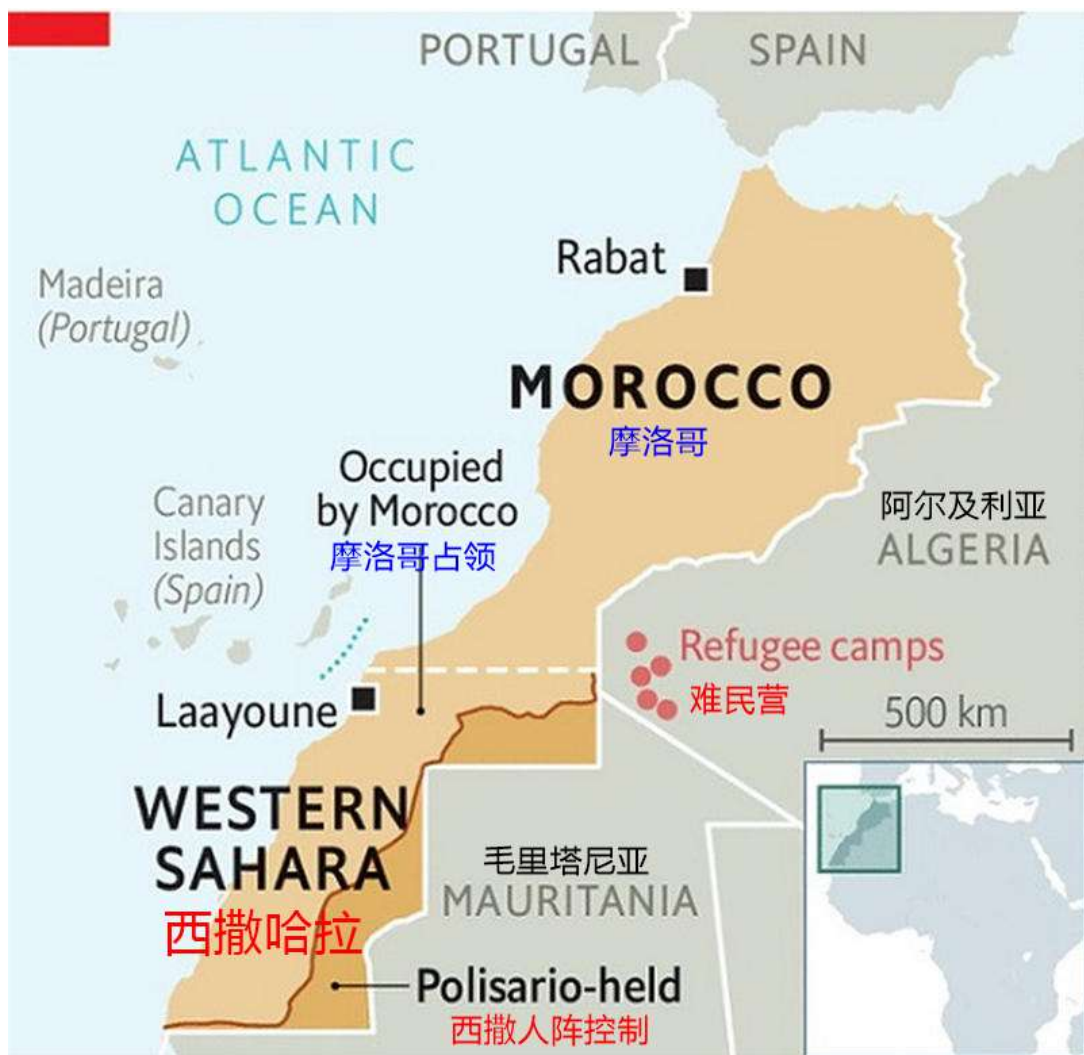 PORTUGAL
SPAIN
ATLANTIC
OCEAN
Madeira
(Portugal)
Rabat
MOROCCO
摩洛哥
Occupied
by Morocco
摩洛哥占领
Canary
Islands
(Spain)
阿尔及利亚
ALGERIA
Refugee camps
难民营
500 km
Laayoune
WESTERN
SAHARA
西撒哈拉
毛里塔尼亚
MAURITANIA
Polisario-held
西撒人阵控制